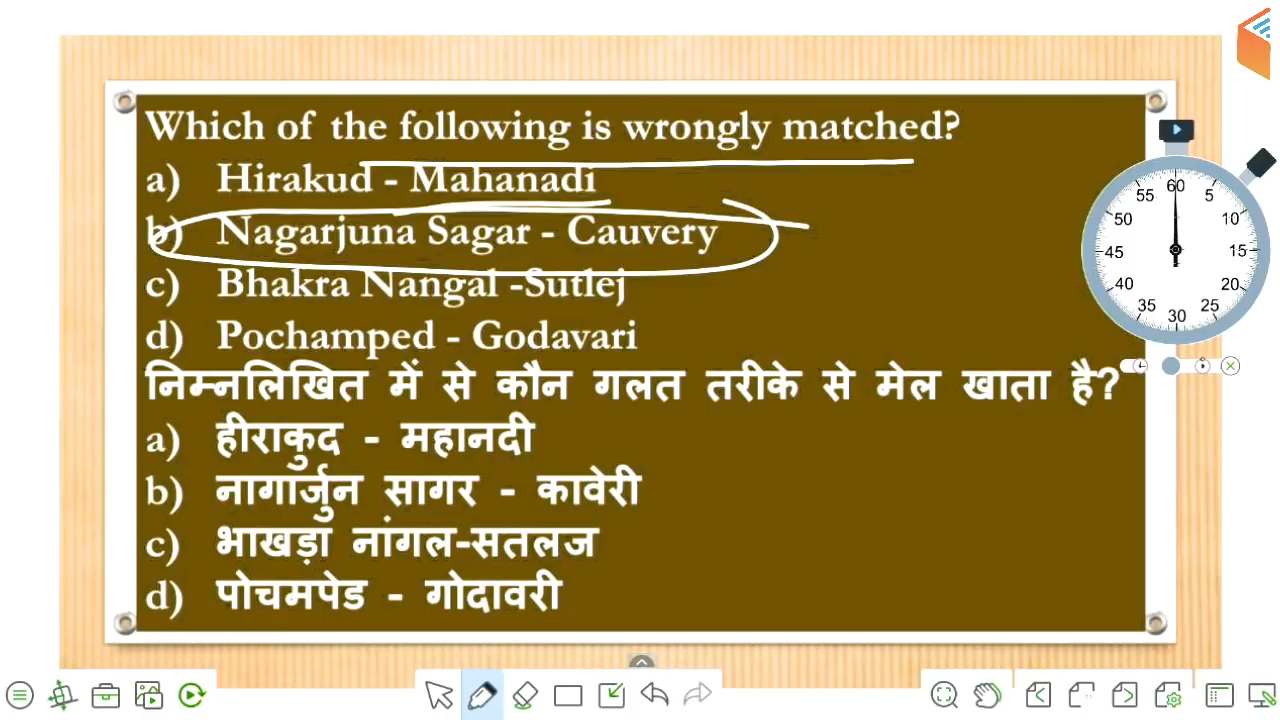 Which of the following is wrongly matched?
a) Hirakud - Mahanadi
b) Nagarjuna Sagar - Cauvery
c) Bhakra Nangal -Sutlej
d) Pochamped - Godavari
निम्नलिखित में से कौन गलत तरीके से मेल खाता है?
a) हीराकुद - महानदी
b) नागार्जुन सागर - कावेरी
c) भाखड़ा नांगल-सतलज
d) पोचमपेड - गोदावरी
60
55 5
50 10
45 15
40 20
35 25
30